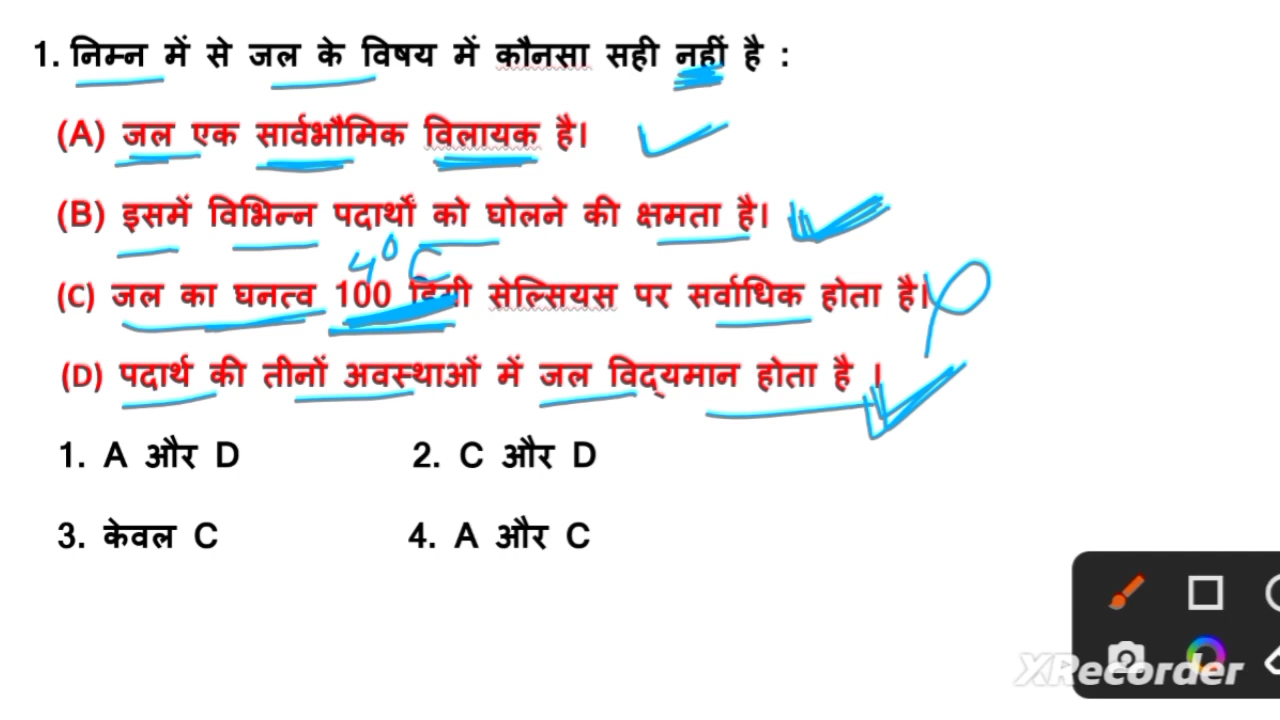 1. निम्न में से जल के विषय में कौनसा सही नहीं है :
(A) जल एक सार्वभौमिक विलायक है।
(B) इसमें विभिन्न पदार्थों को घोलने की क्षमता है।
4°C
(C) जल का घनत्व 100 डिग्री सेल्सियस पर सर्वाधिक होता है।
(D) पदार्थ की तीनों अवस्थाओं में जल विद्यमान होता है ।
1. A और D 2. C और D
3. केवल C 4. A और C
XRecorder